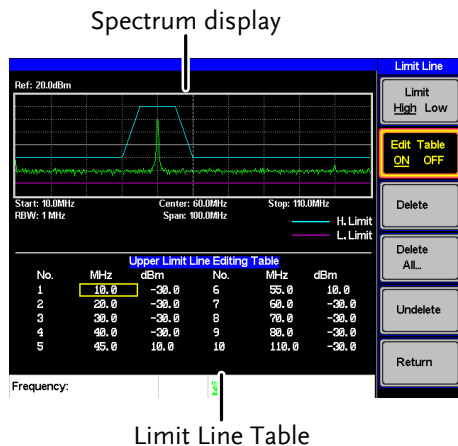 Spectrum display
Limit Line
Ref: 20.0dBm
Limit
High Low
Edit Table
ON OFF
Start: 10.0MHz Center: 60.0MHz Stop: 110.0MHz
RBW: 1 MHz Span: 100.0MHz
H. Limit
L. Limit
Delete
Upper Limit Line Editing Table
No. MHz dBm No. MHz dBm
1 10.0 -30.0 6 55.0 10.0
2 20.0 -30.0 7 60.0 -30.0
3 30.0 -30.0 8 70.0 -30.0
4 40.0 -30.0 9 80.0 -30.0
5 45.0 10.0 10 110.0 -30.0
Delete
All...
Undelete
Return
Frequency:
Limit Line Table